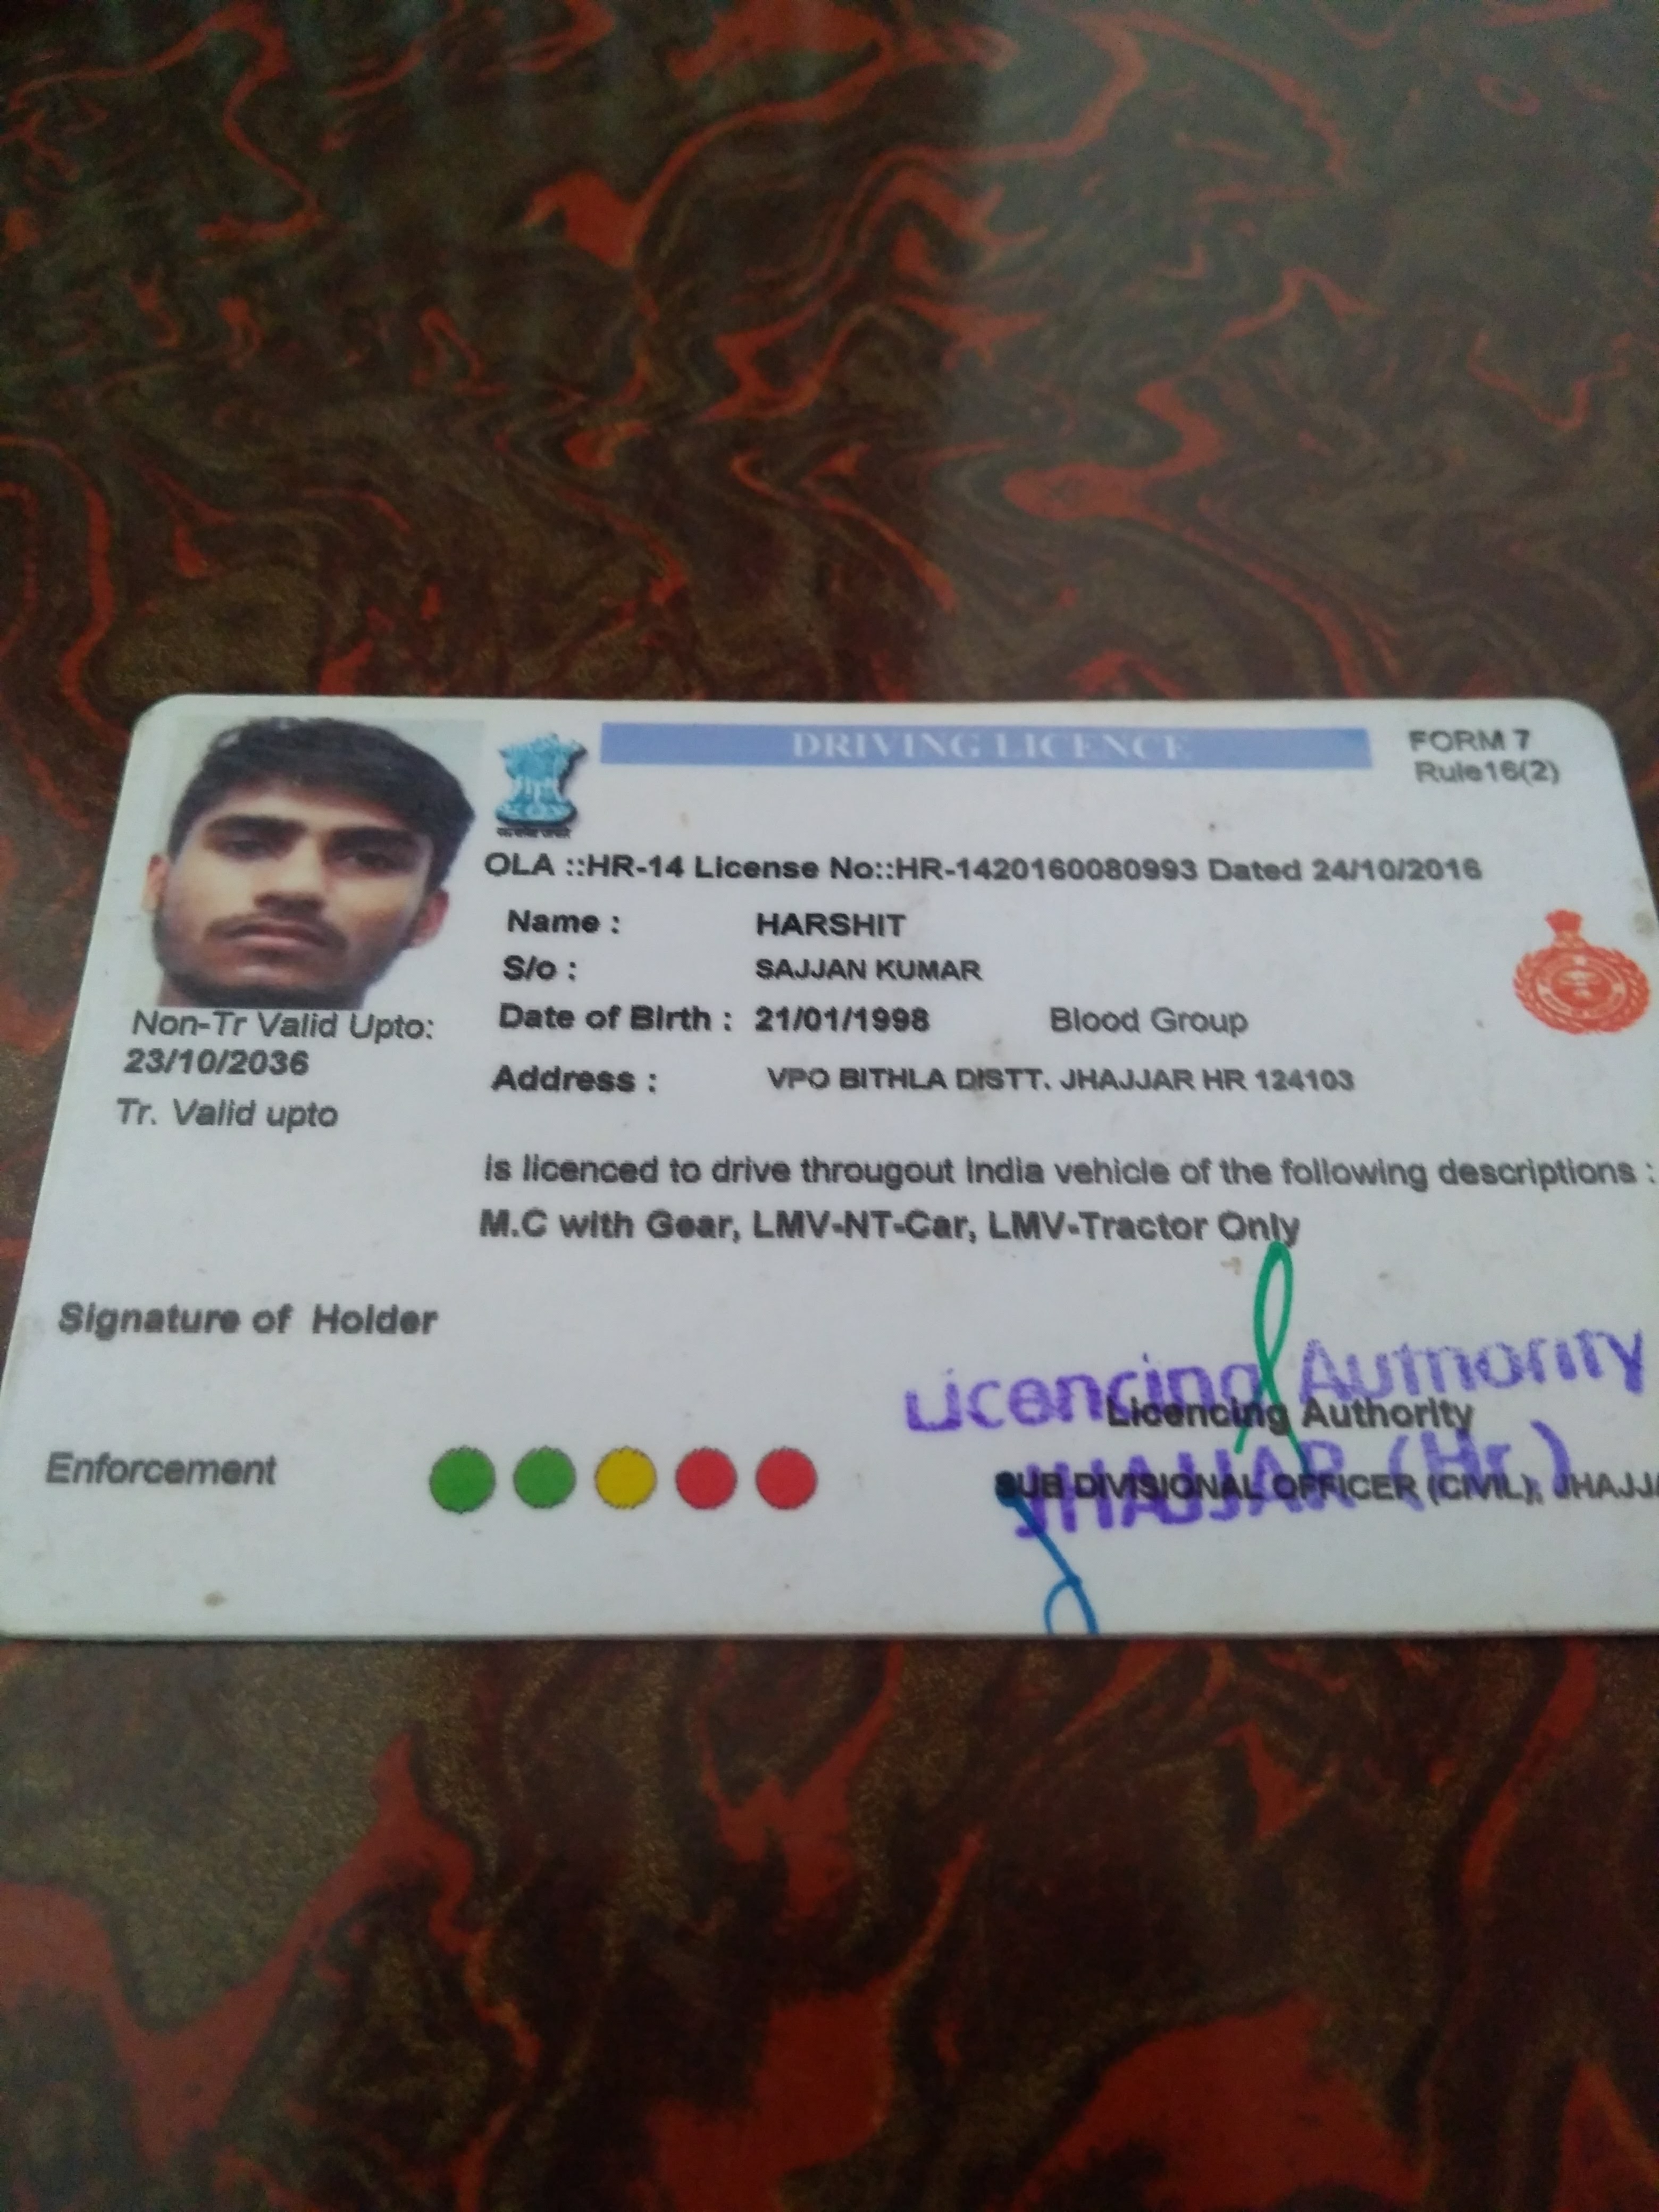 DRIVING LICENCE
FORM 7
Rule16(2)
OLA ::HR-14 License No::HR-1420160080993 Dated 24/10/2016
Name : HARSHIT
S/o : SAJJAN KUMAR
Date of Birth : 21/01/1998 Blood Group
Address : VPO BITHLA DISTT. JHAJJAR HR 124103
Non-Tr Valid Upto:
23/10/2036
Tr. Valid upto
is licenced to drive througout India vehicle of the following descriptions :
M.C with Gear, LMV-NT-Car, LMV-Tractor Only
Signature of Holder
Licencing Authority
Licencing Authority
JHAJJAR (Hr.)
SUB DIVISIONAL OFFICER (CIVIL), JHAJJA
Enforcement